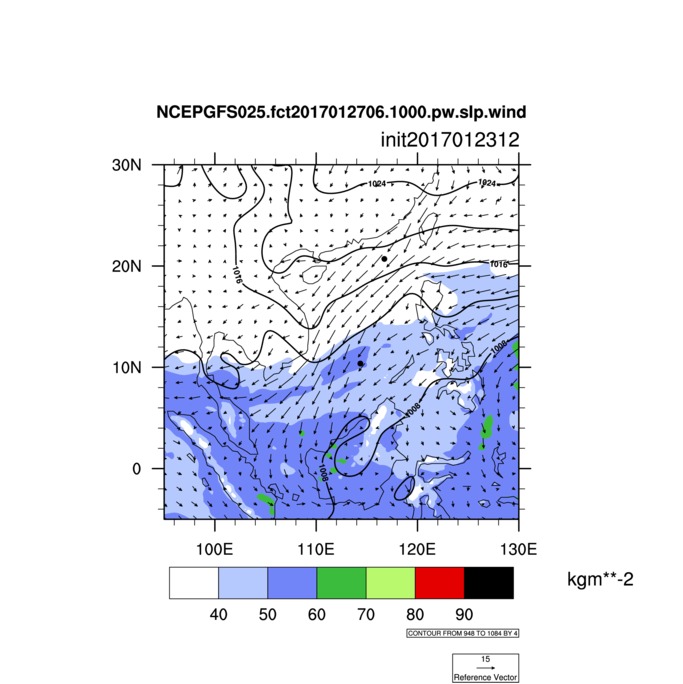 NCEPGFS025.fct2017012706.1000.pw.slp.wind
init2017012312
30N
1024
1024
20N
1016
1016
10N
1008
1008
1008
0
100E 110E 120E 130E
kgm**-2
40 50 60 70 80 90
CONTOUR FROM 948 TO 1084 BY 4
15
Reference Vector